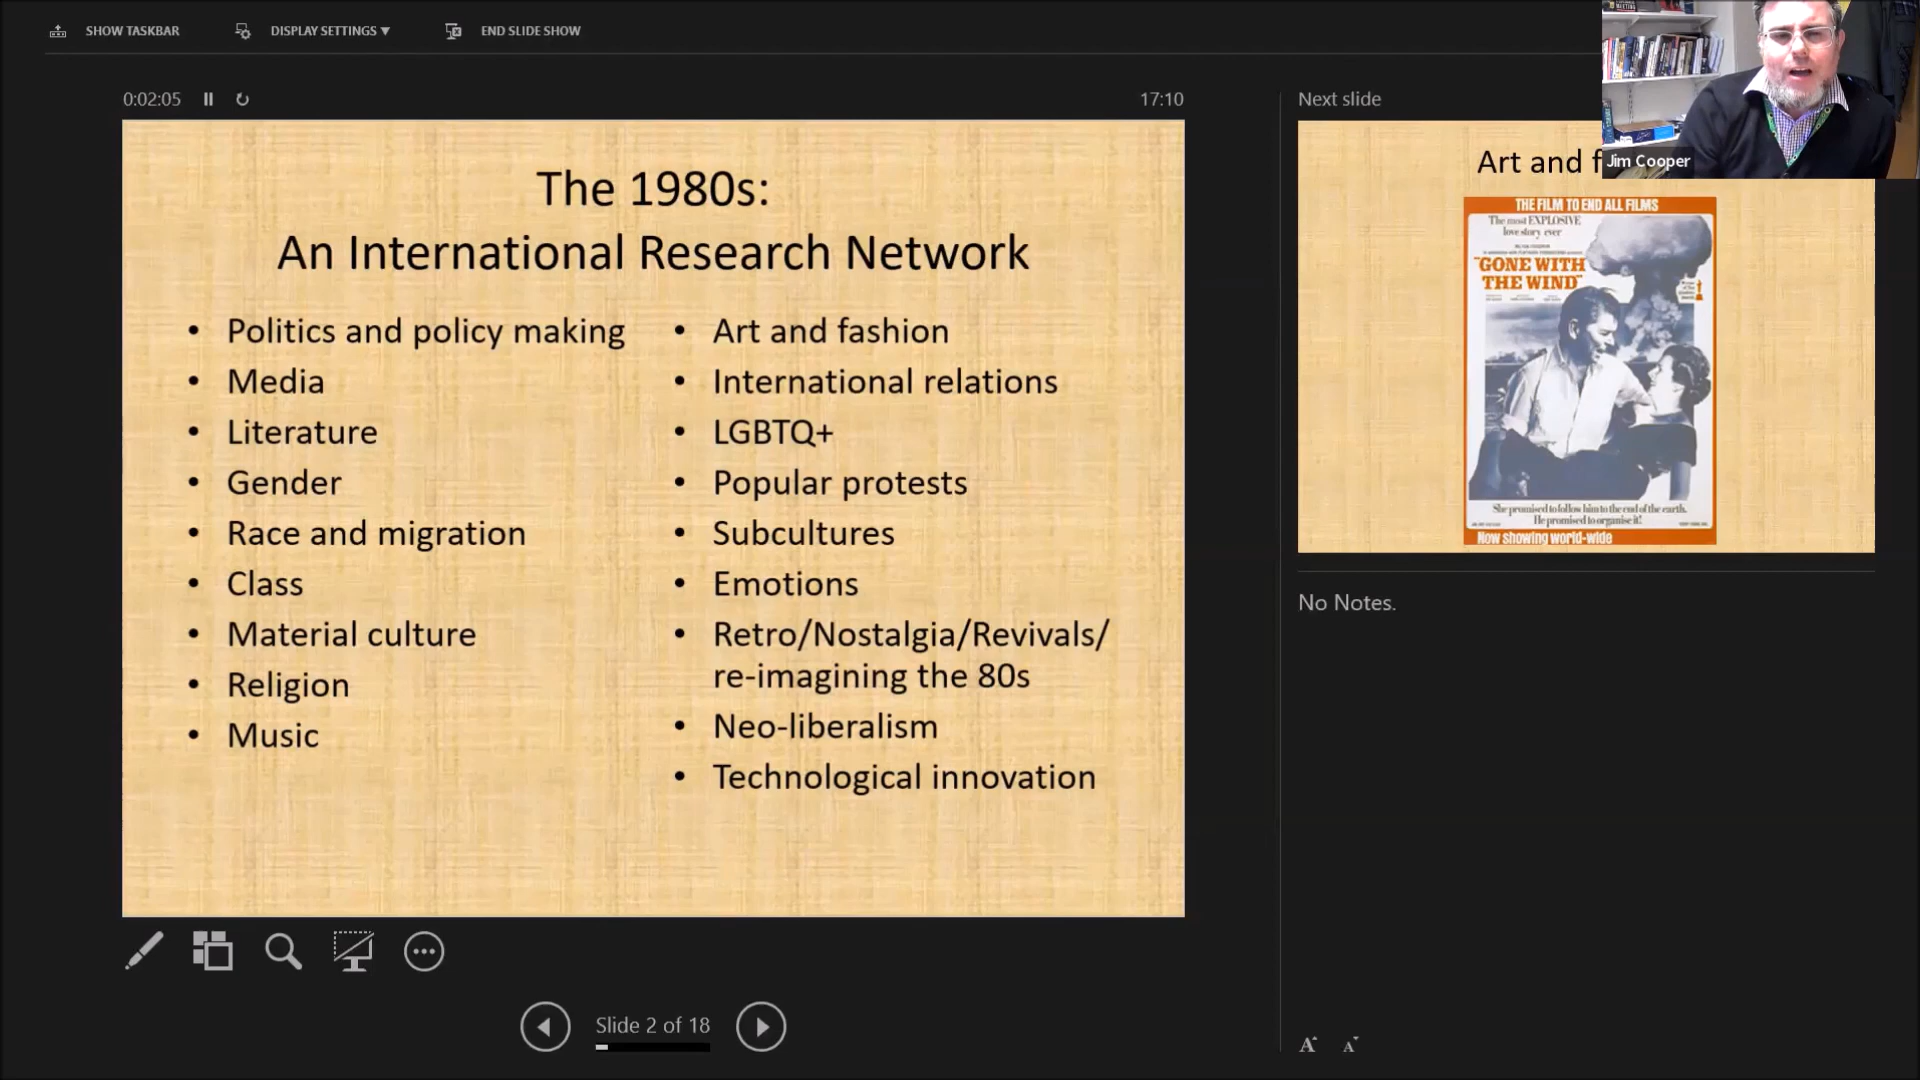 SHOW TASKBAR
DISPLAY SETTINGS ▼
END SLIDE SHOW
0:02:05
17:10
The 1980s:
An International Research Network
• Politics and policy making
• Media
• Literature
• Gender
• Race and migration
• Class
• Material culture
• Religion
• Music
• Art and fashion
• International relations
• LGBTQ+
• Popular protests
• Subcultures
• Emotions
• Retro/Nostalgia/Revivals/
re-imagining the 80s
• Neo-liberalism
• Technological innovation
Slide 2 of 18
Next slide
Jim Cooper
Art and f
THE FILM TO END ALL FILMS
The most EXPLOSIVE
love story ever
"GONE WITH
THE WIND"
She promised to follow him to the end of the earth.
He promised to organise it!
Now showing world-wide
No Notes.
A A